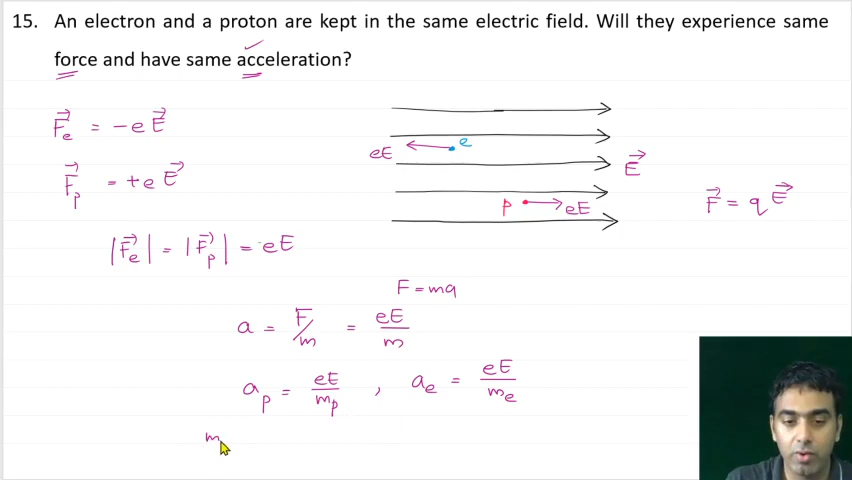 15. An electron and a proton are kept in the same electric field. Will they experience same
force and have same acceleration?
F⃗e = -eE⃗
F⃗p = +eE⃗
|F⃗e| = |F⃗p| = eE
eE e
p eE
E⃗
F⃗ = qE⃗
F = ma
a = F/m = eE/m
ap = eE/mp , ae = eE/me
m